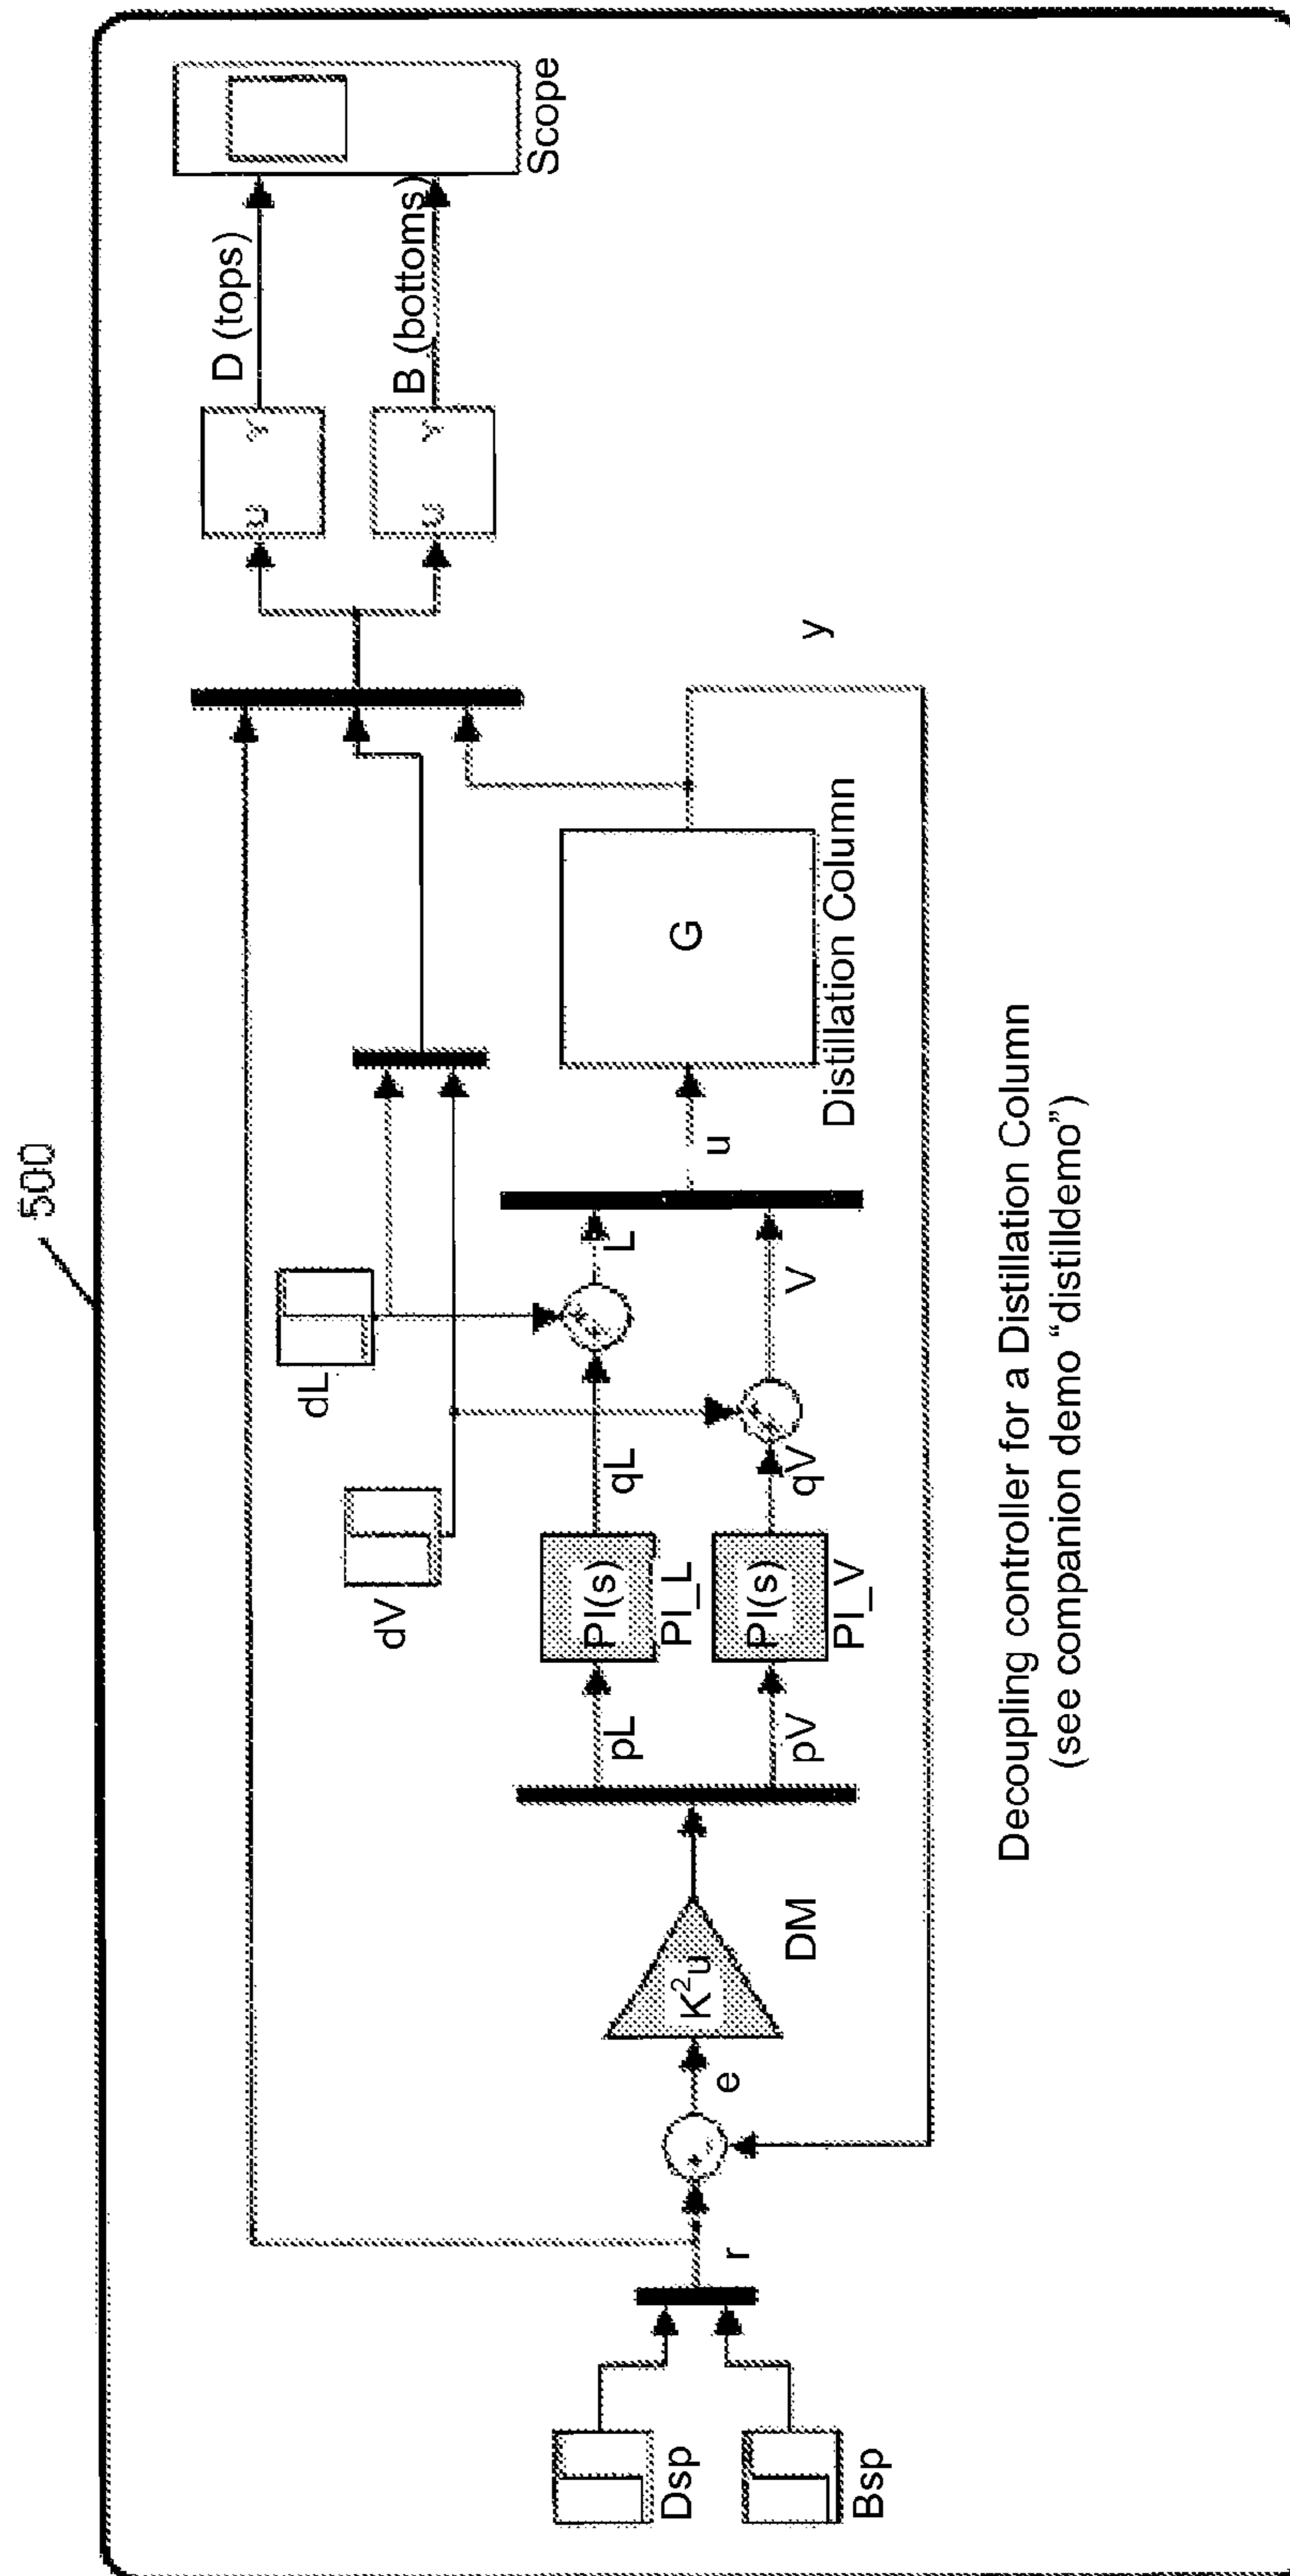 500
Dsp
Bsp
r
e
K²u
DM
pL
pV
PI(s)
PI_L
PI(s)
PI_V
qL
qV
dV
dL
L
V
u
G
Distillation Column
y
U Y
U Y
D (tops)
B (bottoms)
Scope
Decoupling controller for a Distillation Column
(see companion demo “distilldemo”)